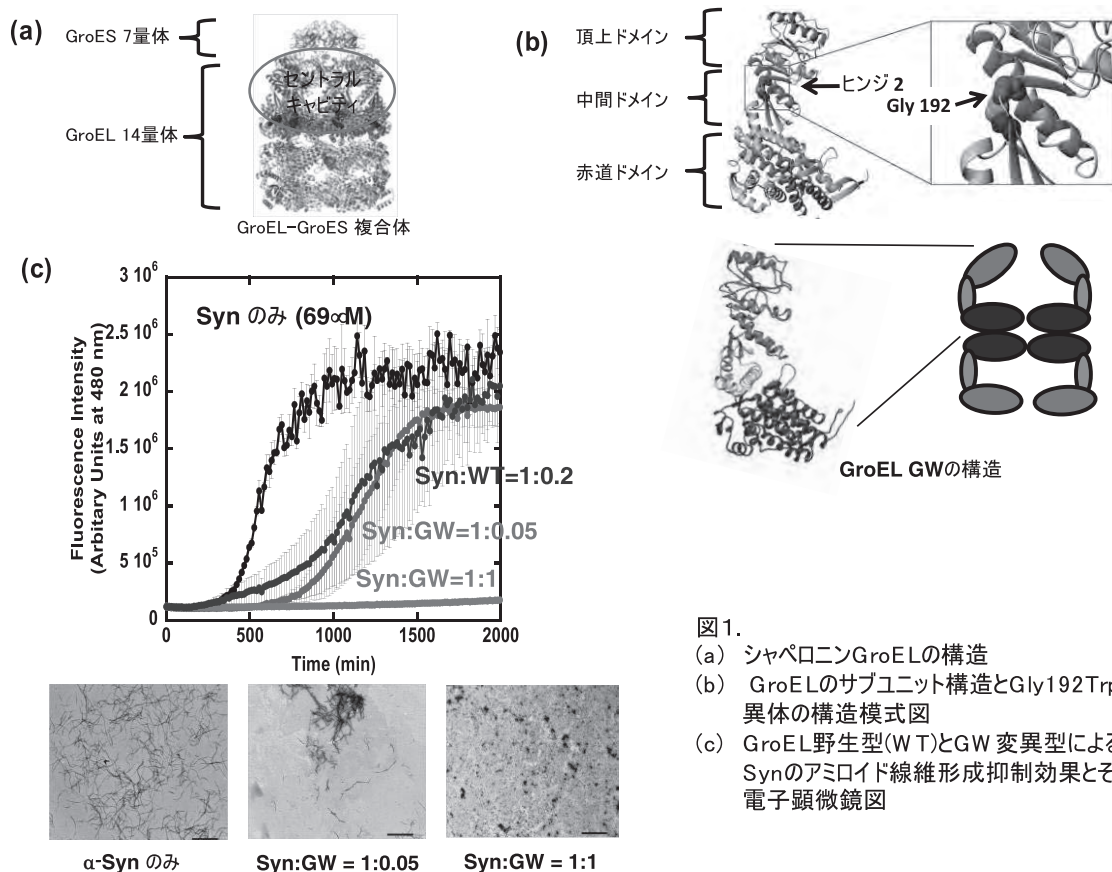 (a)
GroES 7量体
GroEL 14量体
セントラル
キャビティ
GroEL-GroES 複合体
(b)
頂上ドメイン
中間ドメイン
赤道ドメイン
ヒンジ 2
Gly 192
GroEL GWの構造
(c)
Fluorescence Intensity
(Arbitary Units at 480 nm)
3 10⁶
2.5 10⁶
2 10⁶
1.5 10⁶
1 10⁶
5 10⁵
0
Syn のみ (69∝M)
Syn:WT=1:0.2
Syn:GW=1:0.05
Syn:GW=1:1
0 500 1000 1500 2000
Time (min)
α-Syn のみ
Syn:GW = 1:0.05
Syn:GW = 1:1
図1.
(a) シャペロニンGroELの構造
(b) GroELのサブユニット構造とGly192Trp
異体の構造模式図
(c) GroEL野生型(WT)とGW 変異型による
Synのアミロイド線維形成抑制効果とそ
電子顕微鏡図